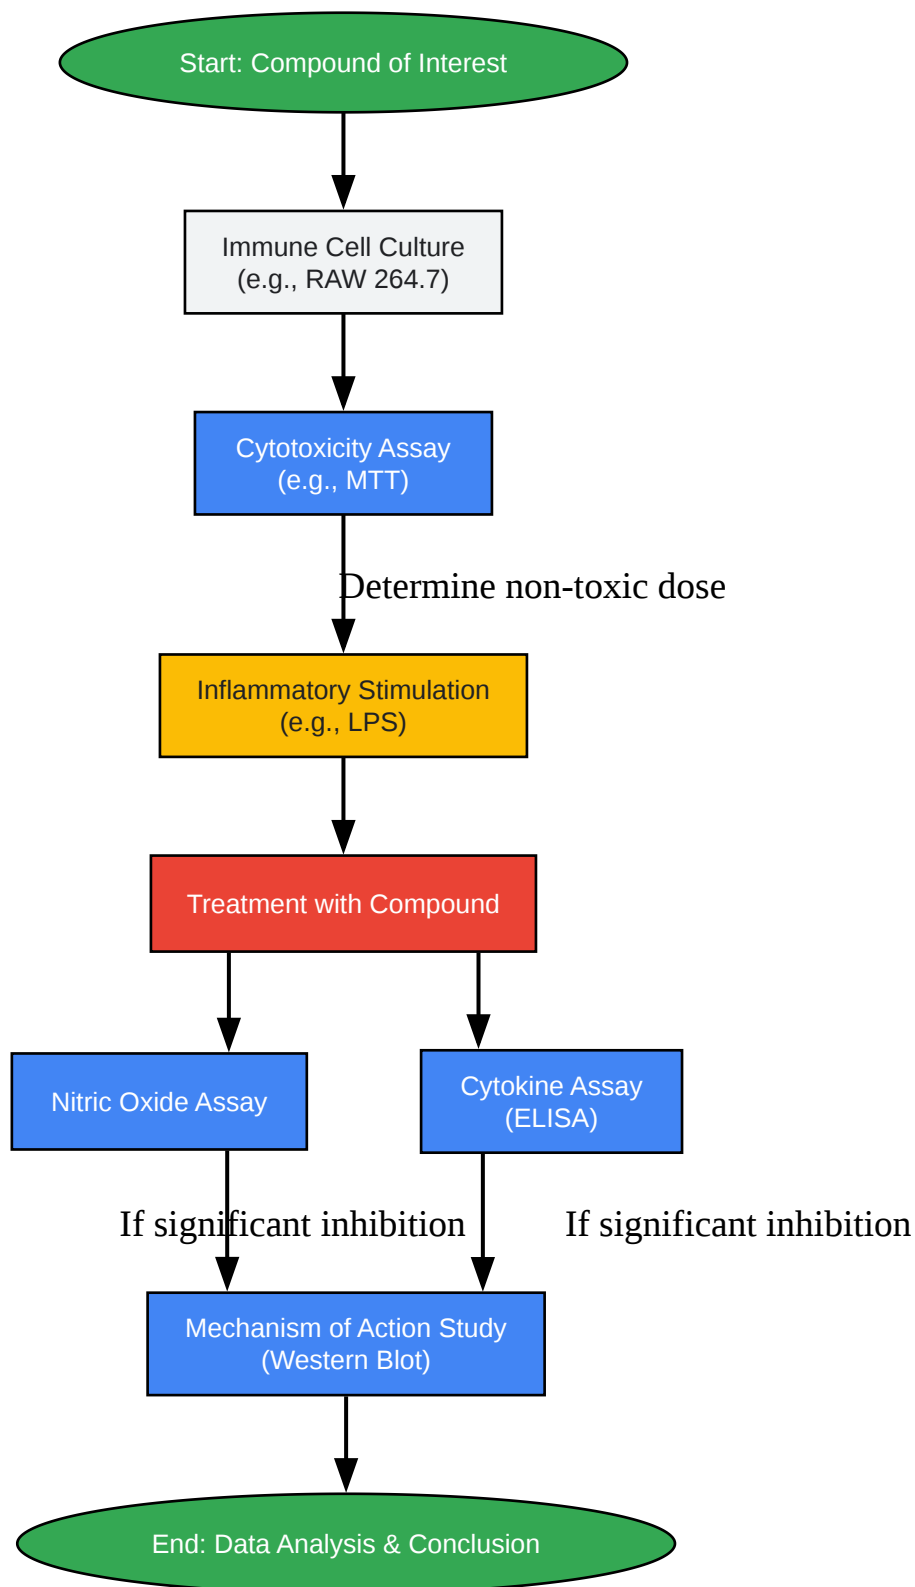 Start: Compound of Interest
Immune Cell Culture
(e.g., RAW 264.7)
Cytotoxicity Assay
(e.g., MTT)
Determine non-toxic dose
Inflammatory Stimulation
(e.g., LPS)
Treatment with Compound
Nitric Oxide Assay
Cytokine Assay
(ELISA)
If significant inhibition
If significant inhibition
Mechanism of Action Study
(Western Blot)
End: Data Analysis & Conclusion